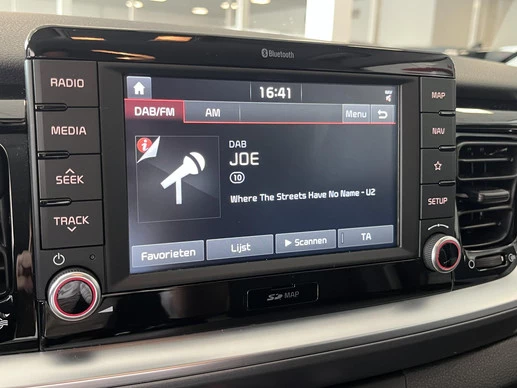 Bluetooth
RADIO
MEDIA
SEEK
TRACK
16:41
DAB/FM
AM
Menu
DAB
JOE
10
Where The Streets Have No Name - U2
Favorieten
Lijst
Scannen
TA
MAP
NAV
SETUP
SD MAP